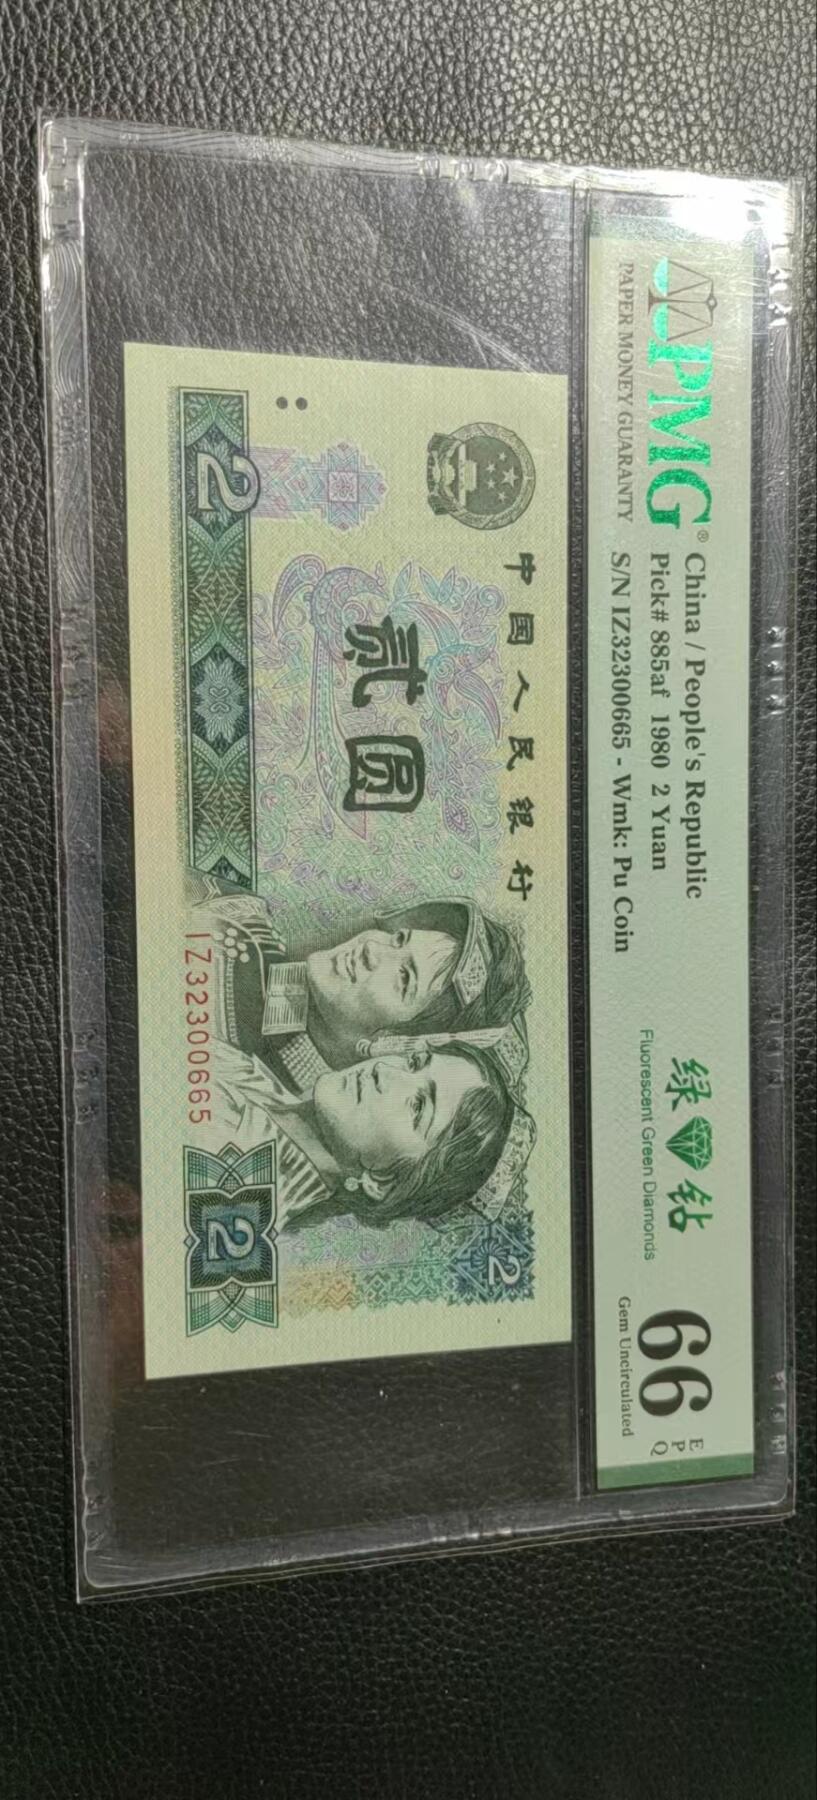 PMG®
PAPER MONEY GUARANTY
China / People's Republic
Pick# 885af 1980 2 Yuan
S/N IZ32300665 - Wmk: Pu Coin
绿 钻
Fluorescent Green Diamonds
66
EPQ
Gem Uncirculated
中国人民银行
贰圆
2
IZ32300665
2
2